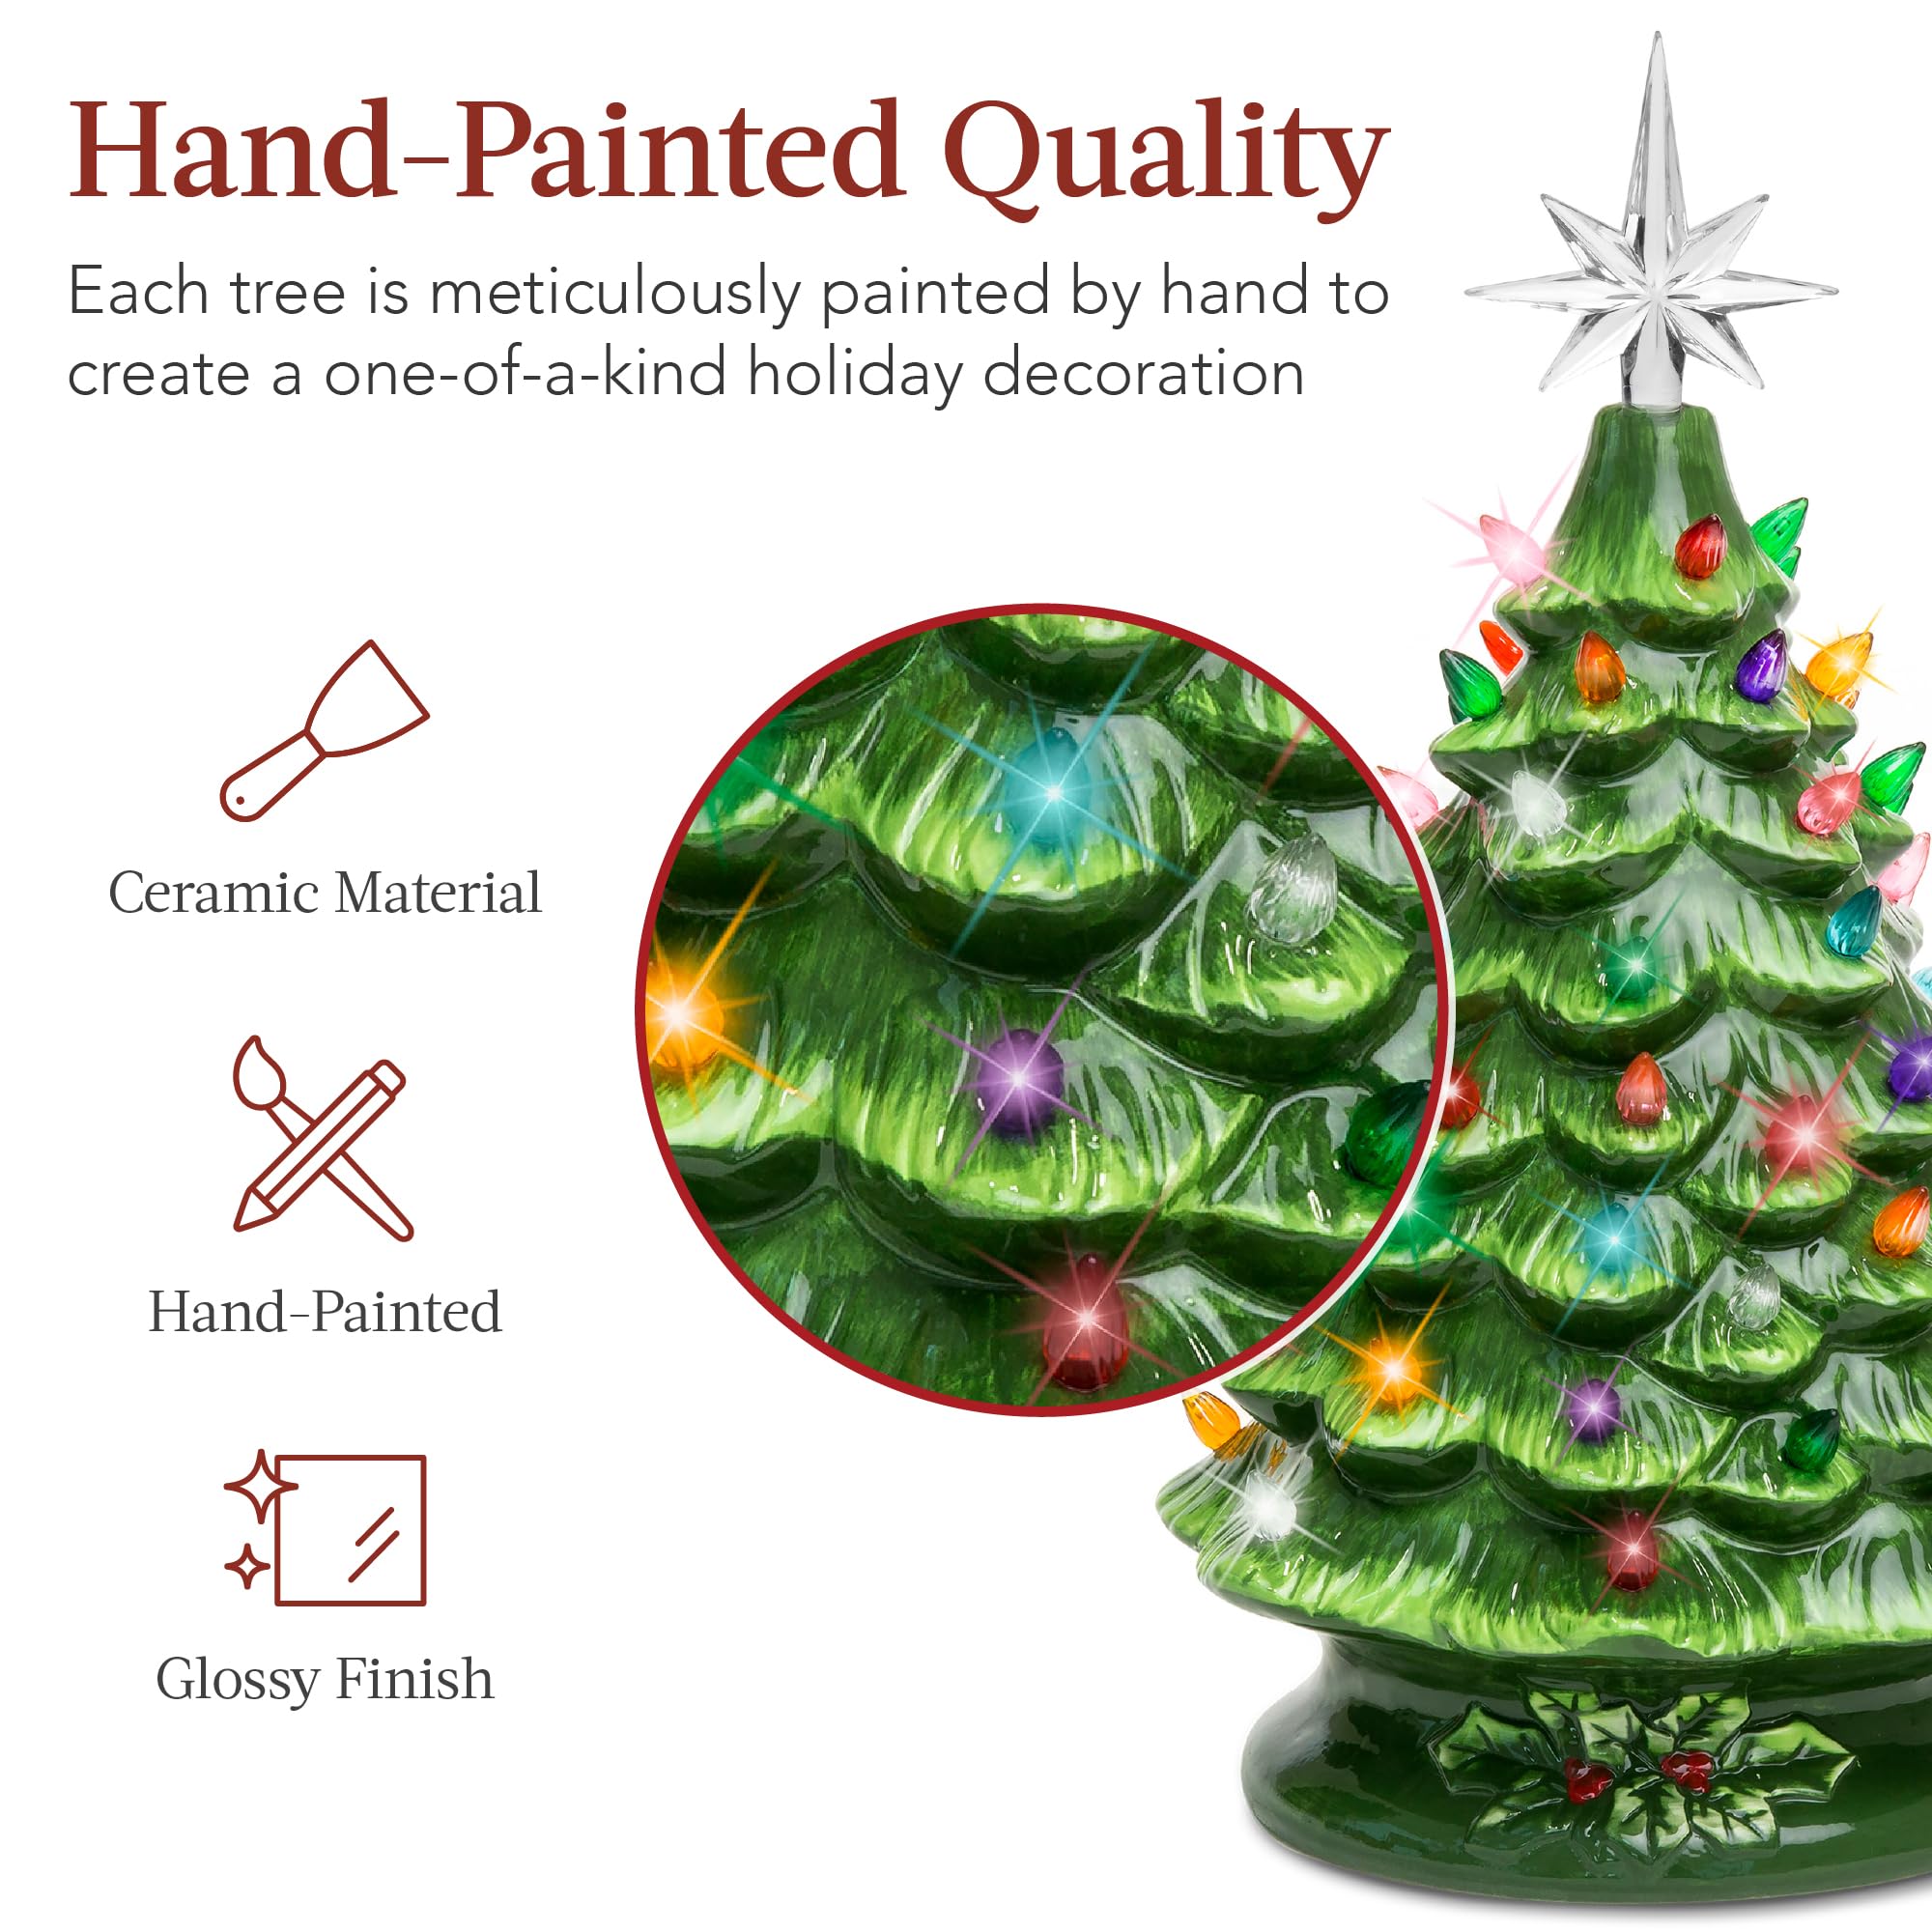 Hand-Painted Quality
Each tree is meticulously painted by hand to
create a one-of-a-kind holiday decoration
Ceramic Material
Hand-Painted
Glossy Finish